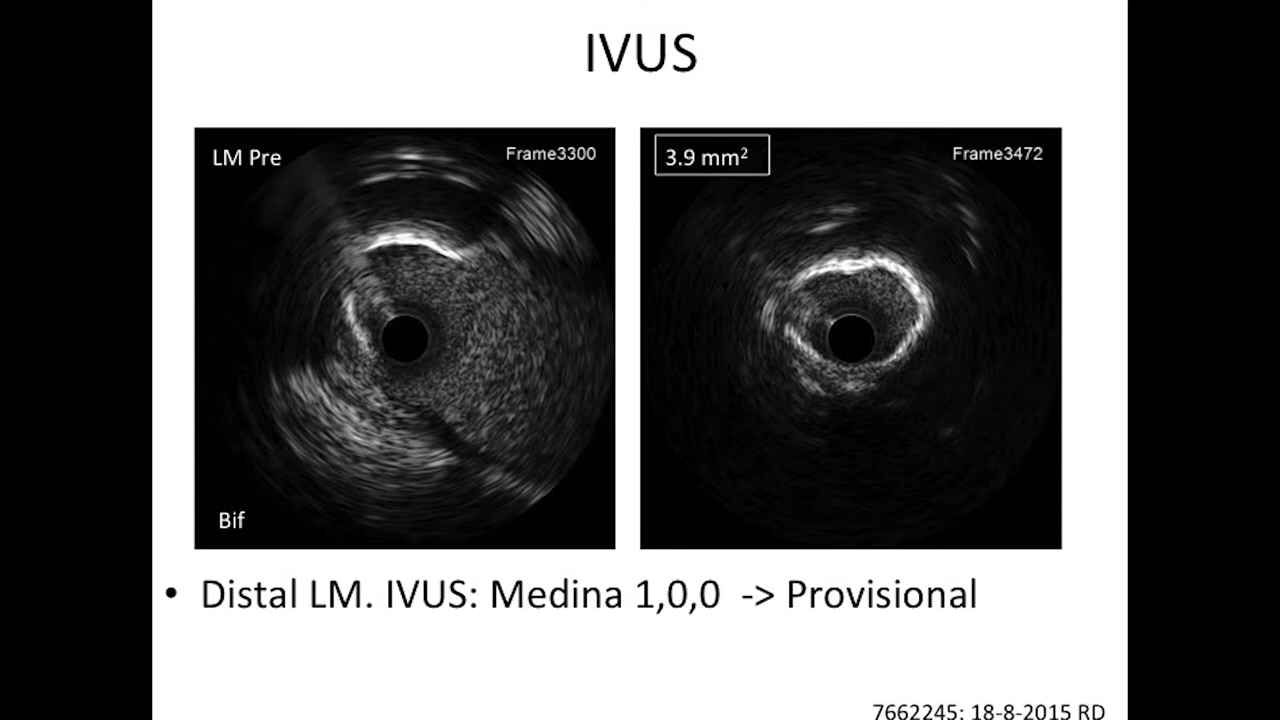 IVUS
LM Pre
Frame3300
Bif
3.9 mm²
Frame3472
• Distal LM. IVUS: Medina 1,0,0 -> Provisional
7662245: 18-8-2015 RD